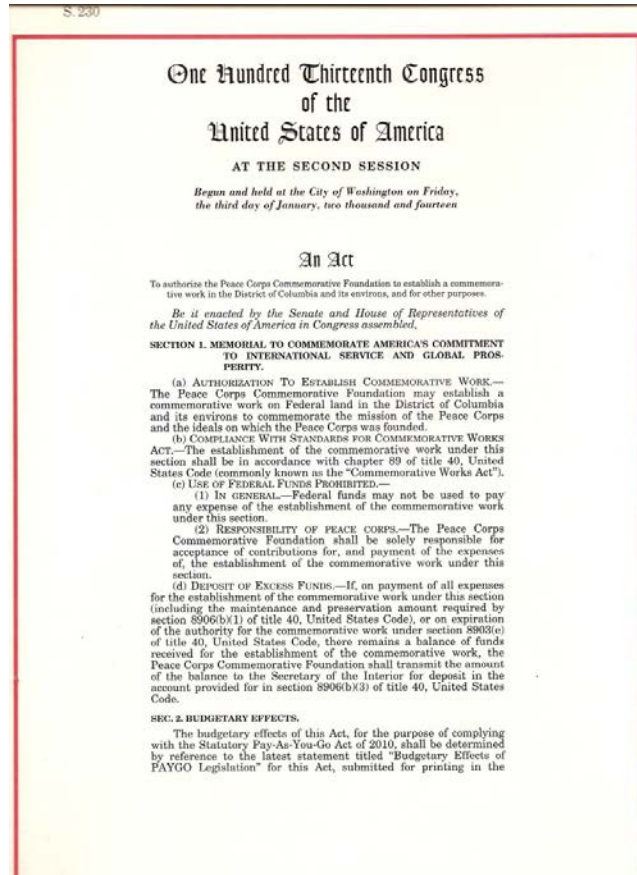 S. 230
One Hundred Thirteenth Congress
of the
United States of America
AT THE SECOND SESSION
Begun and held at the City of Washington on Friday,
the third day of January, two thousand and fourteen
An Act
To authorize the Peace Corps Commemorative Foundation to establish a commemora-
tive work in the District of Columbia and its environs, and for other purposes.
Be it enacted by the Senate and House of Representatives of
the United States of America in Congress assembled,
SECTION 1. MEMORIAL TO COMMEMORATE AMERICA'S COMMITMENT
TO INTERNATIONAL SERVICE AND GLOBAL PROS-
PERITY.
(a) AUTHORIZATION TO ESTABLISH COMMEMORATIVE WORK.—
The Peace Corps Commemorative Foundation may establish a
commemorative work on Federal land in the District of Columbia
and its environs to commemorate the mission of the Peace Corps
and the ideals on which the Peace Corps was founded.
(b) COMPLIANCE WITH STANDARDS FOR COMMEMORATIVE WORKS
ACT.—The establishment of the commemorative work under this
section shall be in accordance with chapter 89 of title 40, United
States Code (commonly known as the "Commemorative Works Act").
(c) USE OF FEDERAL FUNDS PROHIBITED.—
(1) IN GENERAL.—Federal funds may not be used to pay
any expense of the establishment of the commemorative work
under this section.
(2) RESPONSIBILITY OF PEACE CORPS.—The Peace Corps
Commemorative Foundation shall be solely responsible for
acceptance of contributions for, and payment of the expenses
of, the establishment of the commemorative work under this
section.
(d) DEPOSIT OF EXCESS FUNDS.—If, on payment of all expenses
for the establishment of the commemorative work under this section
(including the maintenance and preservation amount required by
section 8906(b)(1) of title 40, United States Code), or on expiration
of the authority for the commemorative work under section 8903(e)
of title 40, United States Code, there remains a balance of funds
received for the establishment of the commemorative work, the
Peace Corps Commemorative Foundation shall transmit the amount
of the balance to the Secretary of the Interior for deposit in the
account provided for in section 8906(b)(3) of title 40, United States
Code.
SEC. 2. BUDGETARY EFFECTS.
The budgetary effects of this Act, for the purpose of complying
with the Statutory Pay-As-You-Go Act of 2010, shall be determined
by reference to the latest statement titled "Budgetary Effects of
PAYGO Legislation" for this Act, submitted for printing in the